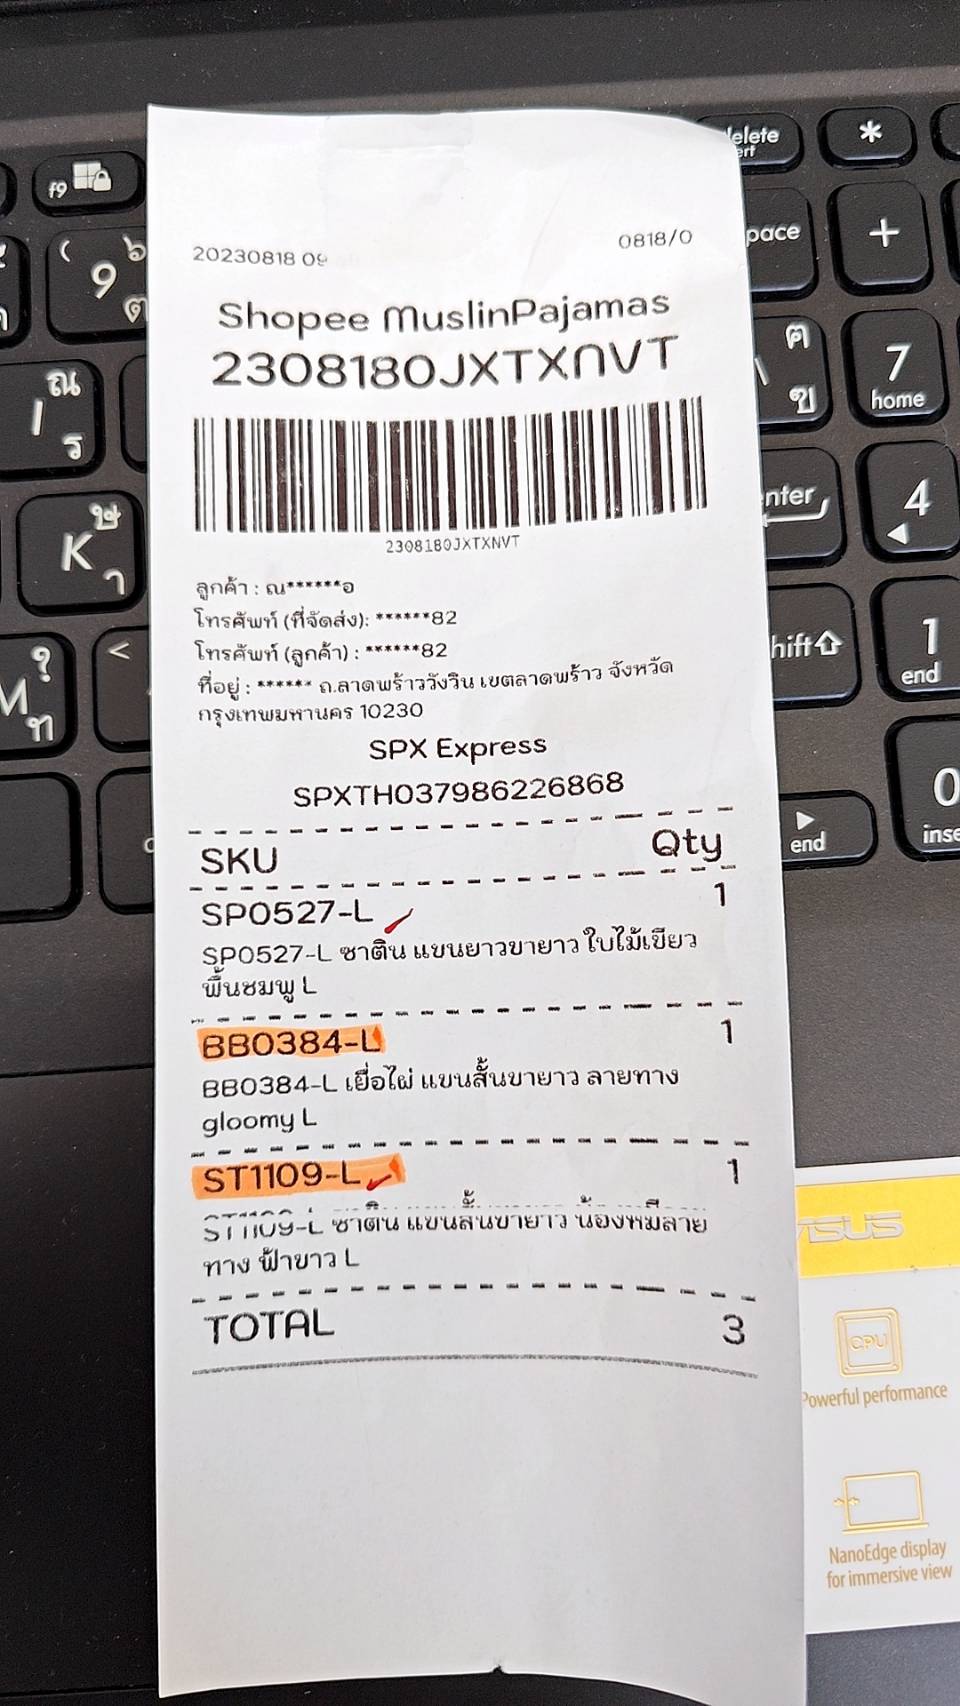 20230818 09
0818/0
Shopee MuslinPajamas
2308180JXTXNVT
2308180JXTXNVT
ลูกค้า : ณ******อ
โทรศัพท์ (ที่จัดส่ง): ******82
โทรศัพท์ (ลูกค้า) : ******82
ที่อยู่ : ****** ถ.ลาดพร้าววังหิน เขตลาดพร้าว จังหวัด
กรุงเทพมหานคร 10230
SPX Express
SPXTH037986226868
SKU Qty
SP0527-L 1
SP0527-L ซาติน แขนยาวขายาว ใบไม้เขียว
พื้นชมพู L
BB0384-L 1
BB0384-L เยื่อไผ่ แขนสั้นขายาว ลายทาง
gloomy L
ST1109-L 1
ST1109-L ซาติน แขนสั้นขายาว น้องหมีลาย
ทาง ฟ้าขาว L
TOTAL 3
f9
( ๖
9 ต
ณ
ร
K ษ
า
M ?
ท
<
delete
*
+
ฅ
ฃ
7
home
4
1
end
0
end
ASUS
CPU
Powerful performance
NanoEdge display
for immersive view